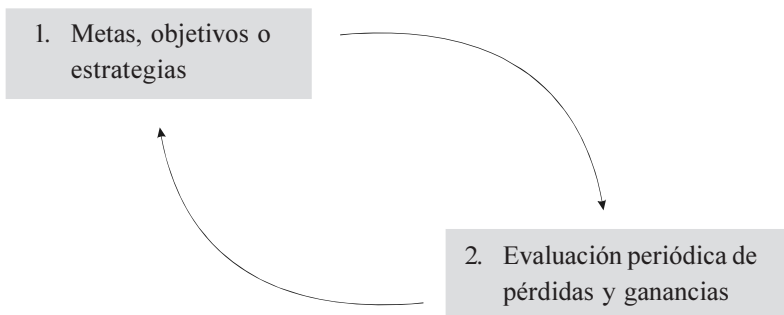 1. Metas, objetivos o
estrategias
2. Evaluación periódica de
pérdidas y ganancias